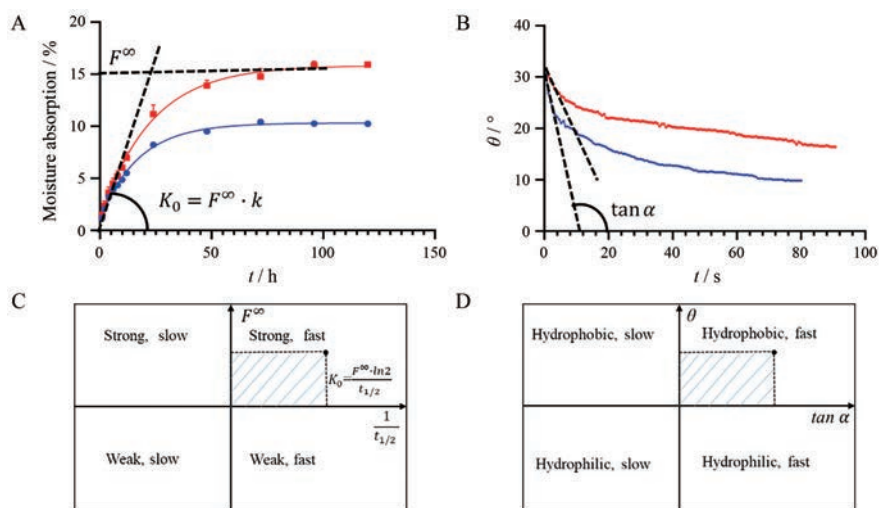 A
Moisture absorption / %
20
15
10
5
0
F∞
K₀ = F∞ · k
0
50
100
150
t / h
B
θ / °
40
30
20
10
0
tan α
0
20
40
60
80
100
t / s
C
F∞
Strong, slow
Strong, fast
K₀=F∞·ln2/t₁/₂
1/t₁/₂
Weak, slow
Weak, fast
D
θ
Hydrophobic, slow
Hydrophobic, fast
tan α
Hydrophilic, slow
Hydrophilic, fast